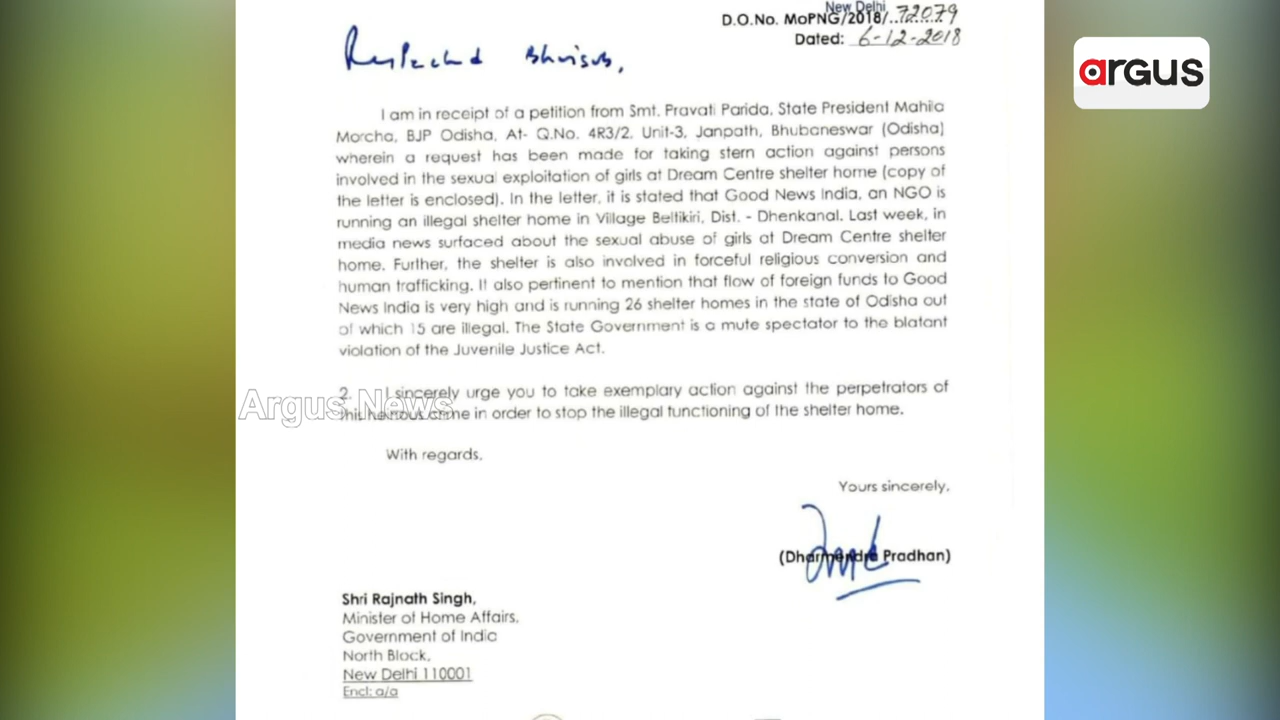 New Delhi
D.O.No. MoPNG/2018/..72079
Dated: 6-12-2018
argus
I am in receipt of a petition from Smt. Pravati Parida, State President Mahila
Morcha, BJP Odisha, At- Q.No. 4R3/2, Unit-3, Janpath, Bhubaneswar (Odisha)
wherein a request has been made for taking stern action against persons
involved in the sexual exploitation of girls at Dream Centre shelter home (copy of
the letter is enclosed). In the letter, it is stated that Good News India, an NGO is
running an illegal shelter home in Village Beltikiri, Dist. - Dhenkanal. Last week, in
media news surfaced about the sexual abuse of girls at Dream Centre shelter
home. Further, the shelter is also involved in forceful religious conversion and
human trafficking. It also pertinent to mention that flow of foreign funds to Good
News India is very high and is running 26 shelter homes in the state of Odisha out
of which 15 are illegal. The State Government is a mute spectator to the blatant
violation of the Juvenile Justice Act.
2. I sincerely urge you to take exemplary action against the perpetrators of
this heinous crime in order to stop the illegal functioning of the shelter home.
Argus News
With regards,
Yours sincerely,
(Dharmendra Pradhan)
Shri Rajnath Singh,
Minister of Home Affairs,
Government of India
North Block,
New Delhi 110001
Encl: a/a